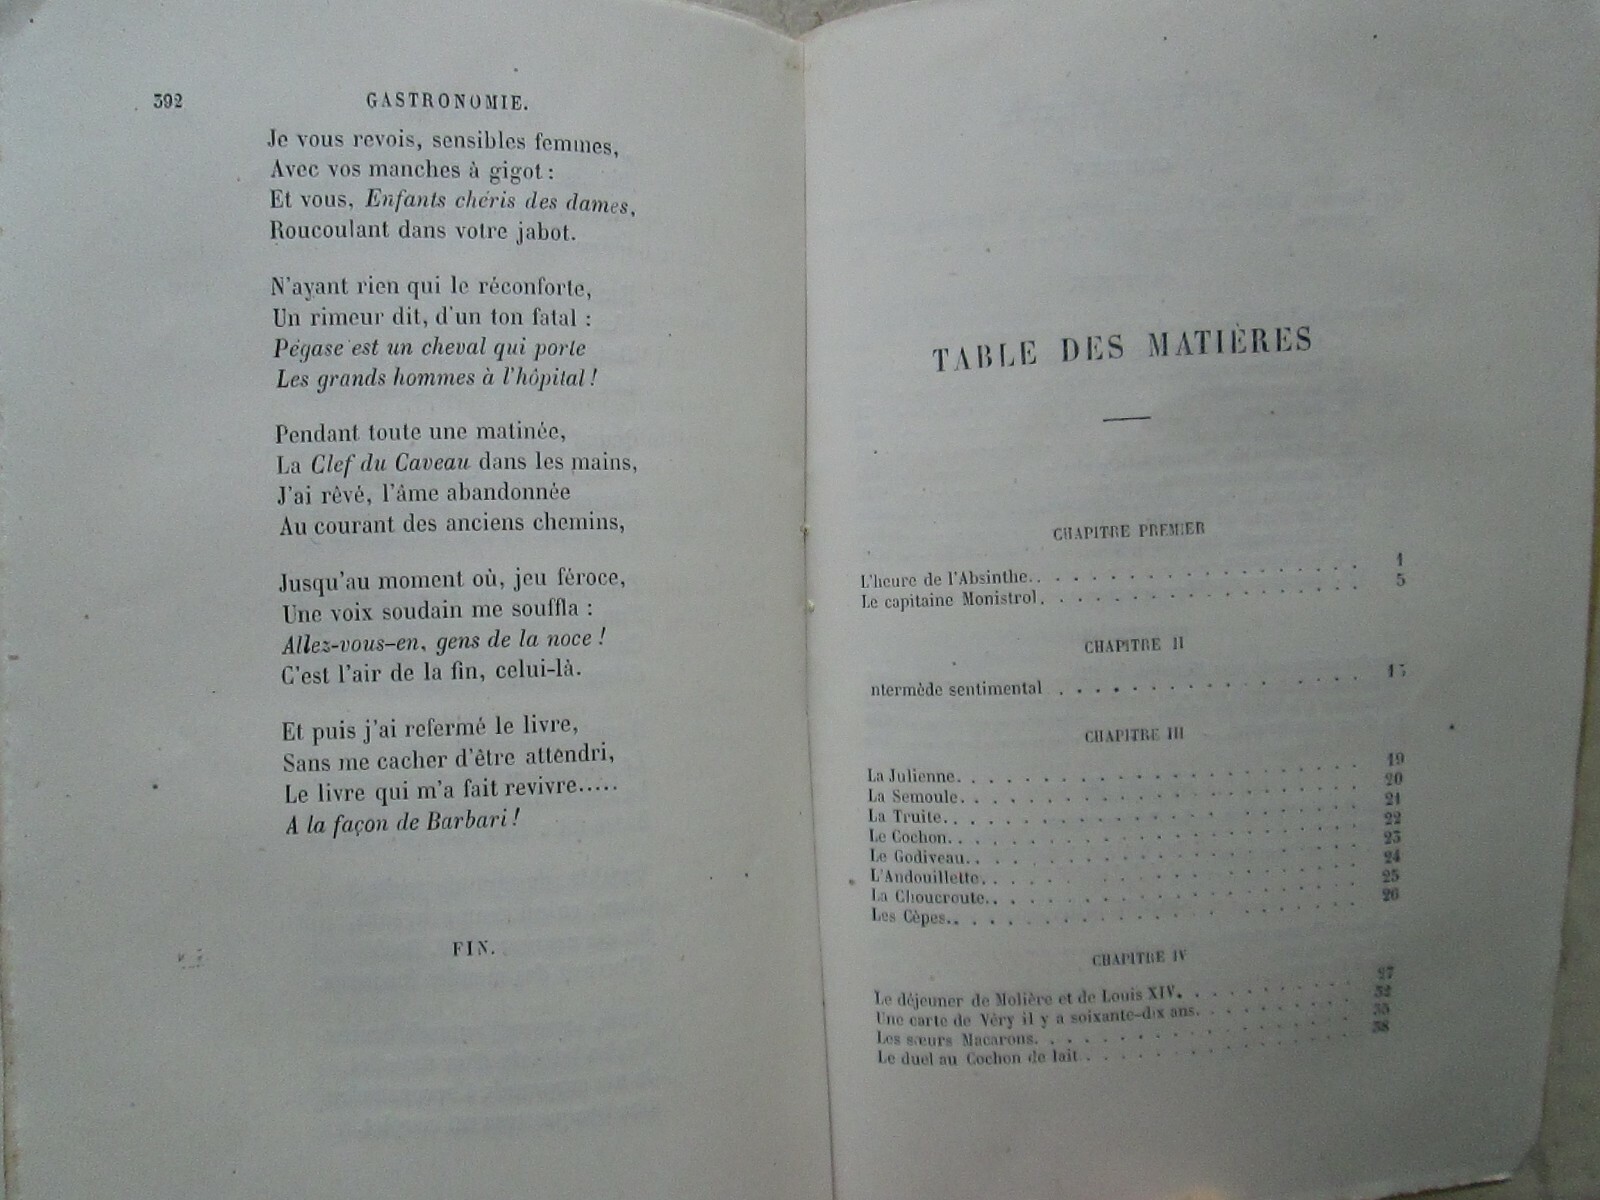 392 GASTRONOMIE.
Je vous revois, sensibles femmes,
Avec vos manches à gigot :
Et vous, Enfants chéris des dames,
Roucoulant dans votre jabot.
N'ayant rien qui le réconforte,
Un rimeur dit, d'un ton fatal :
Pégase est un cheval qui porte
Les grands hommes à l'hôpital !
Pendant toute une matinée,
La Clef du Caveau dans les mains,
J'ai rêvé, l'âme abandonnée
Au courant des anciens chemins,
Jusqu'au moment où, jeu féroce,
Une voix soudain me souffla :
Allez-vous-en, gens de la noce !
C'est l'air de la fin, celui-là.
Et puis j'ai refermé le livre,
Sans me cacher d'être attendri,
Le livre qui m'a fait revivre.....
A la façon de Barbari !
FIN.
TABLE DES MATIÈRES
CHAPITRE PREMIER
L'heure de l'Absinthe. . . . . . . . . . . . . . . . . . 1
Le capitaine Monistrol. . . . . . . . . . . . . . . . . 5
CHAPITRE II
ntermède sentimental . . . . . . . . . . . . . . . .
CHAPITRE III
La Julienne. . . . . . . . . . . . . . . . . . . . 19
La Semoule. . . . . . . . . . . . . . . . . . . . 20
La Truite. . . . . . . . . . . . . . . . . . . . 21
Le Cochon. . . . . . . . . . . . . . . . . . . . 22
Le Godiveau. . . . . . . . . . . . . . . . . . . . 23
L'Andouillette. . . . . . . . . . . . . . . . . . . 24
La Choucroute. . . . . . . . . . . . . . . . . . . 25
Les Cèpes. . . . . . . . . . . . . . . . . . . . 26
CHAPITRE IV
Le déjeuner de Molière et de Louis XIV. . . . . . . . . . 27
Une carte de Véry il y a soixante-dix ans. . . . . . . . . 32
Les sœurs Macarons. . . . . . . . . . . . . . . . . 35
Le duel au Cochon de lait. . . . . . . . . . . . . . . 38